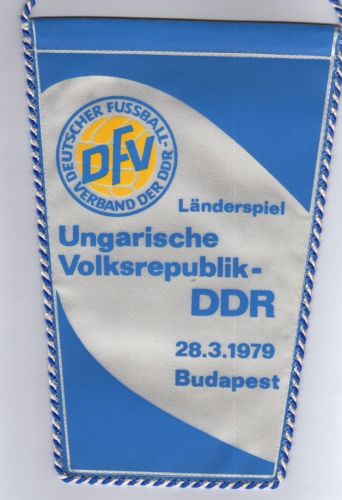 DEUTSCHER FUSSBALL-
VERBAND DER DDR
DFV
Länderspiel
Ungarische
Volksrepublik-
DDR
28.3.1979
Budapest